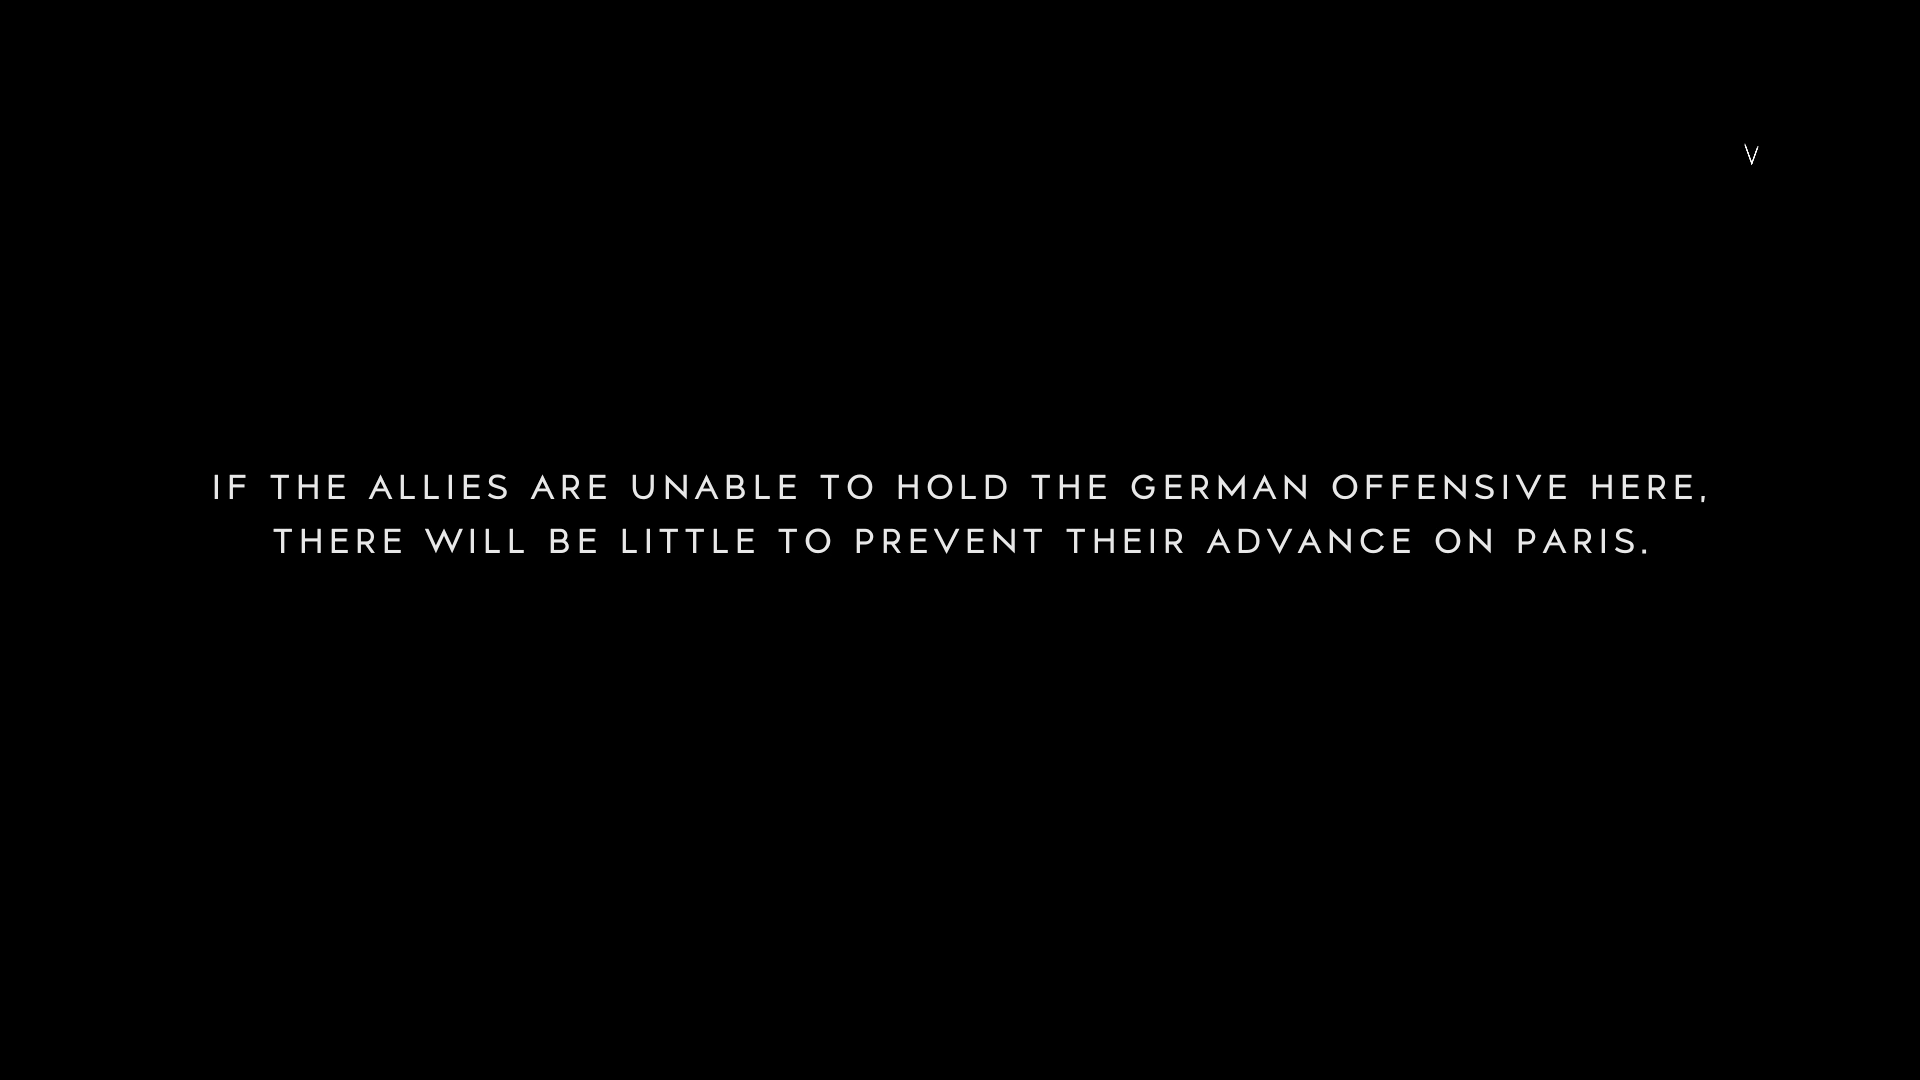 V
IF THE ALLIES ARE UNABLE TO HOLD THE GERMAN OFFENSIVE HERE,
THERE WILL BE LITTLE TO PREVENT THEIR ADVANCE ON PARIS.